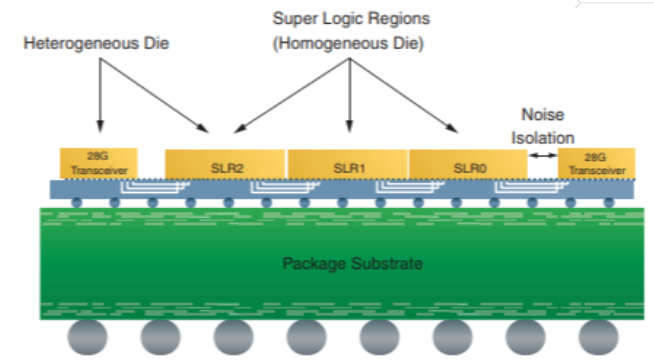 Super Logic Regions
(Homogeneous Die)
Heterogeneous Die
Noise
Isolation
28G
Transceiver
SLR2
SLR1
SLR0
28G
Transceiver
Package Substrate